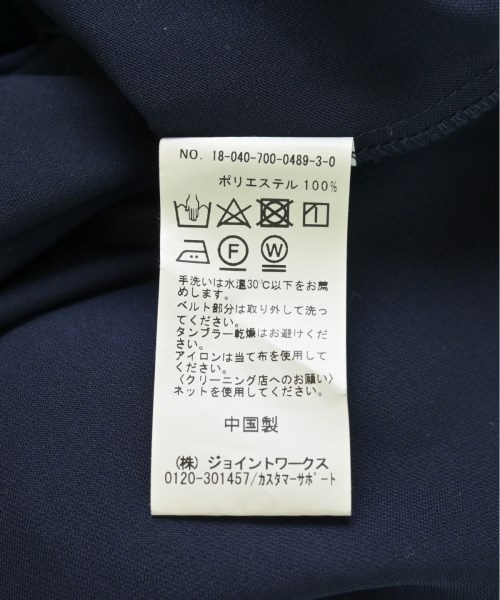 NO. 18-040-700-0489-3-0
ポリエステル 100%
F
W
手洗いは水温30℃以下をお薦
めします。
ベルト部分は取り外して洗っ
てください。
タンブラー乾燥はお避けくだ
さい。
アイロンは当て布を使用して
ください。
〈クリーニング店へのお願い〉
ネットを使用してください。
中国製
(株) ジョイントワークス
0120-301457/カスタマーサポート